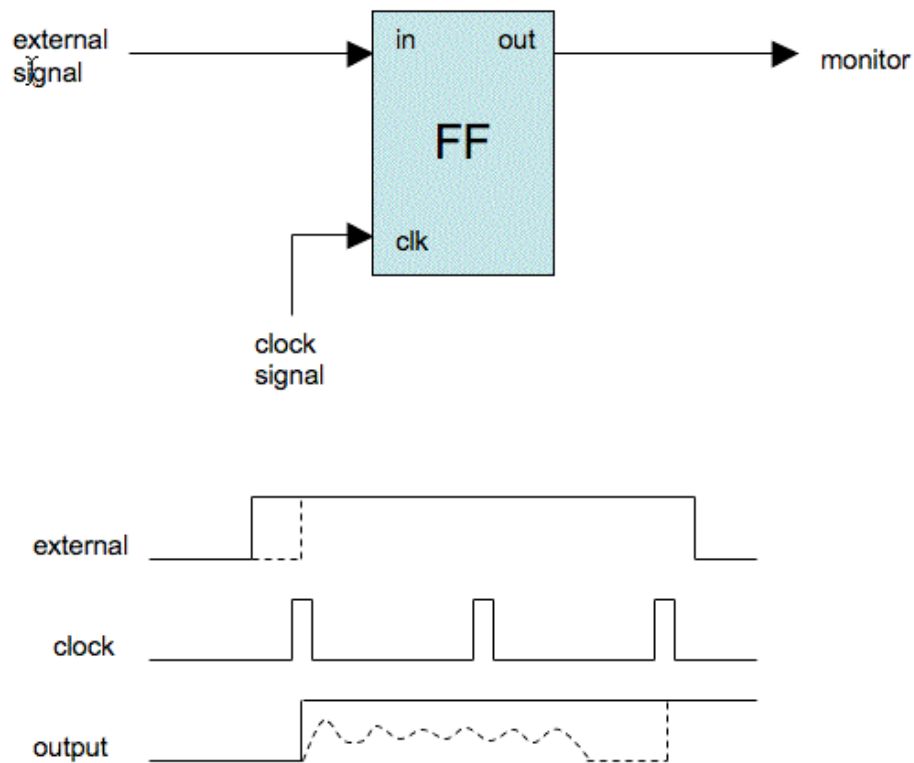 external
signal
in
out
monitor
FF
clk
clock
signal
external
clock
output